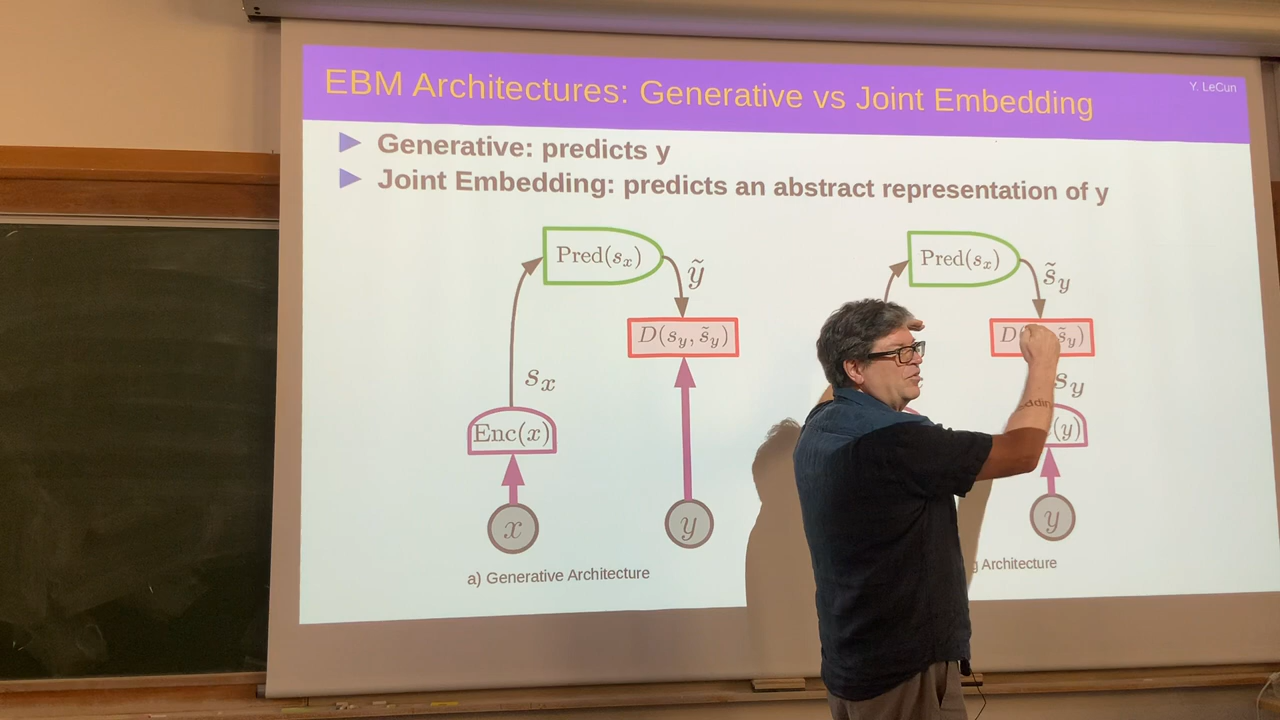 EBM Architectures: Generative vs Joint Embedding
Y. LeCun
Generative: predicts y
Joint Embedding: predicts an abstract representation of y
Pred(sₓ)
ỹ
D(s_y, s̃_y)
sₓ
Enc(x)
x
y
a) Generative Architecture
Pred(sₓ)
s̃_y
D( s̃_y)
s_y
(y)
y
Architecture